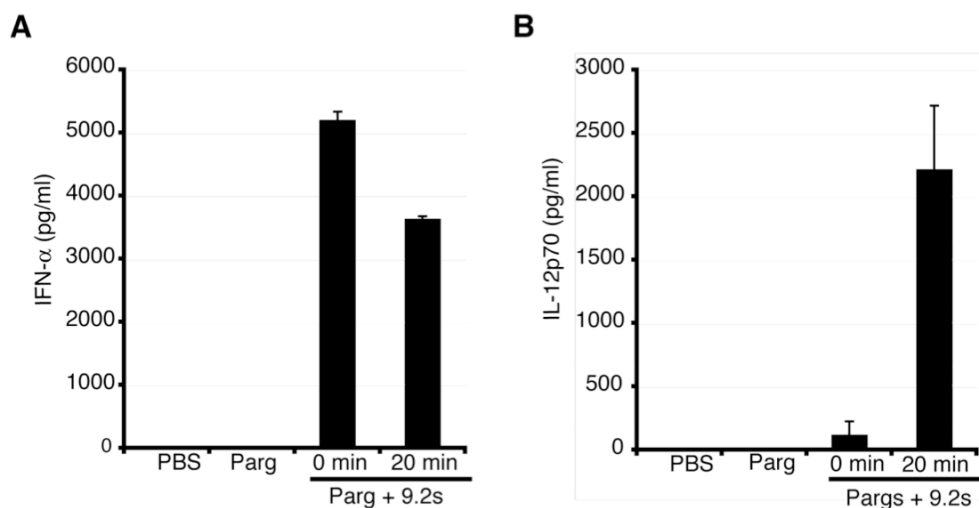 A
IFN-α (pg/ml)
6000
5000
4000
3000
2000
1000
0
PBS Parg 0 min 20 min
Parg + 9.2s
B
IL-12p70 (pg/ml)
3000
2500
2000
1500
1000
500
0
PBS Parg 0 min 20 min
Pargs + 9.2s